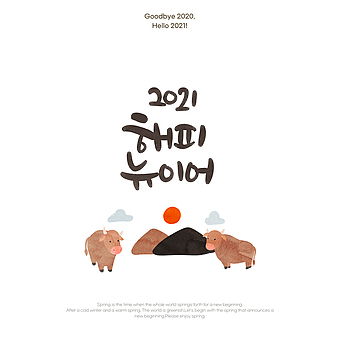 Goodbye 2020.
Hello 2021!
2021
해피
뉴이어
Spring is the time when the whole world springs forth for a new beginning
After a cold winter and a warm spring, The world is greenish.Let's begin with the spring that announces a
new beginning.Please enjoy spring.